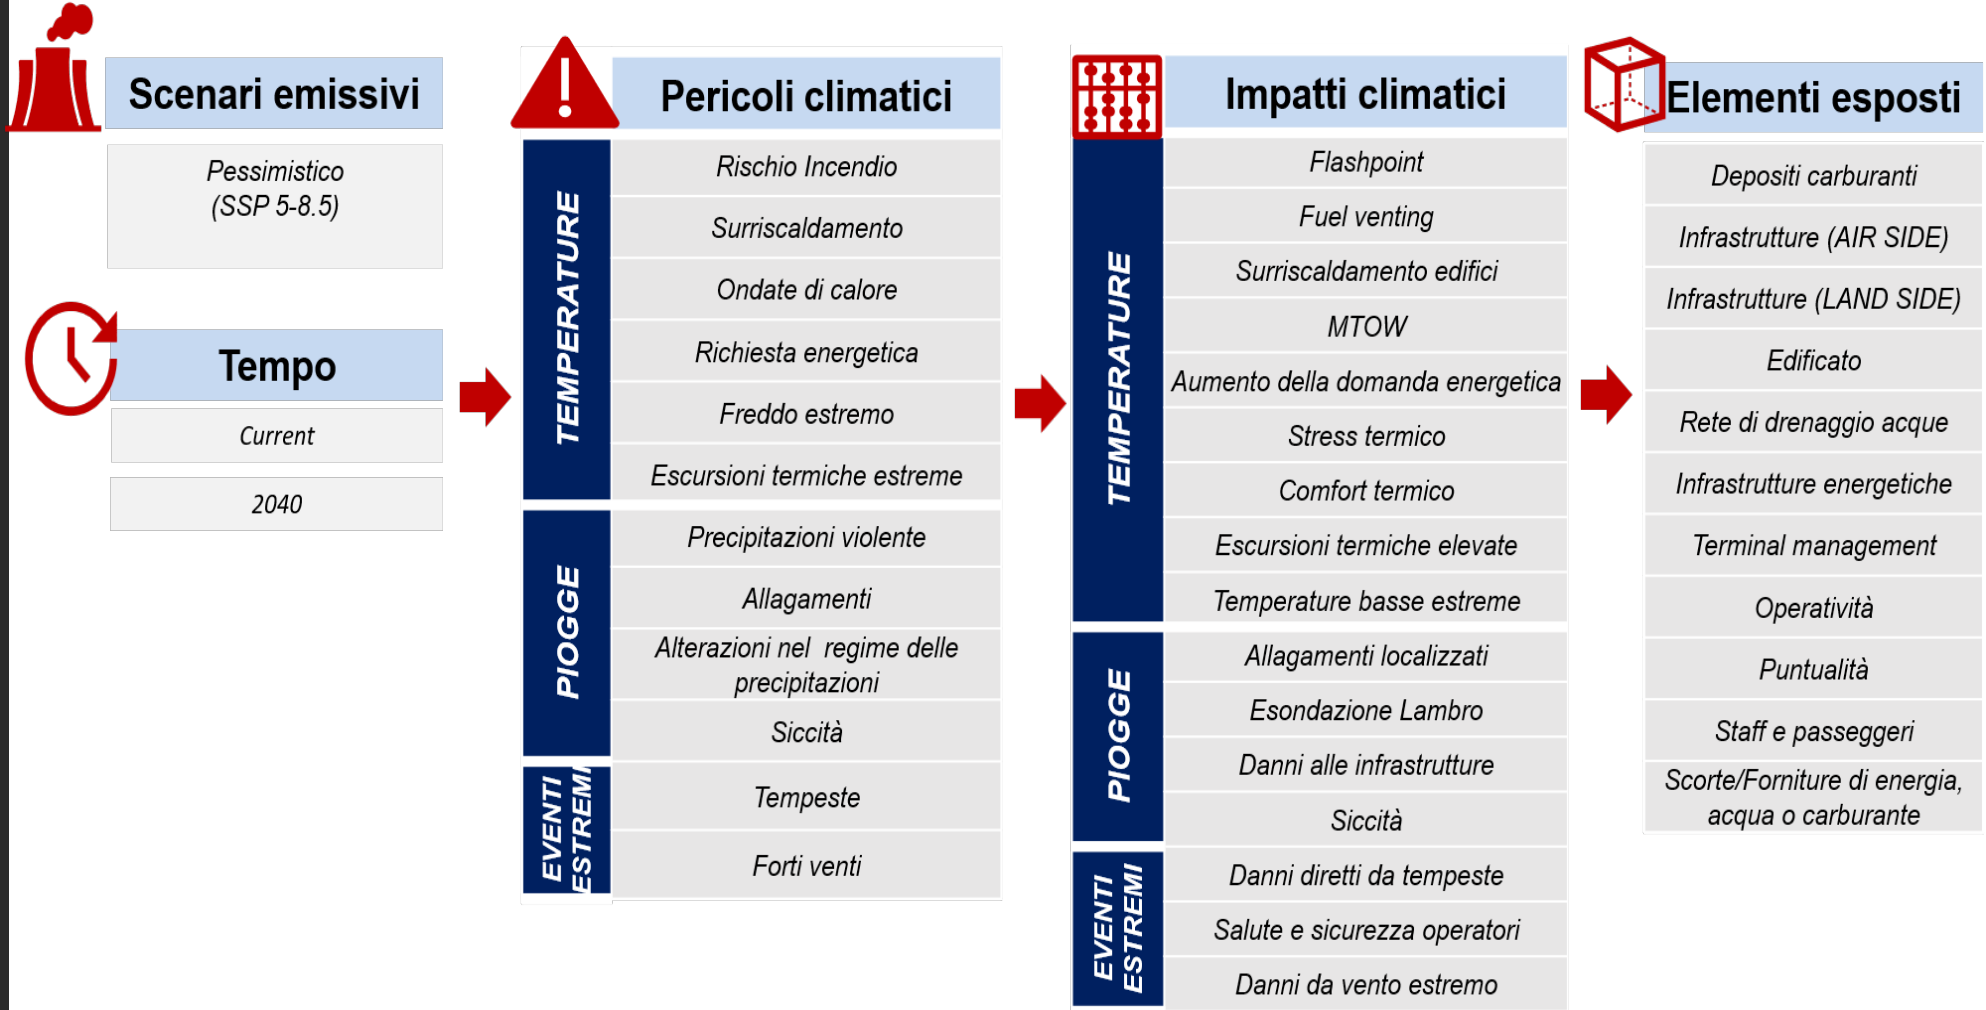 Scenari emissivi
Pessimistico
(SSP 5-8.5)
Tempo
Current
2040
Pericoli climatici
TEMPERATURE
Rischio Incendio
Surriscaldamento
Ondate di calore
Richiesta energetica
Freddo estremo
Escursioni termiche estreme
PIOGGE
Precipitazioni violente
Allagamenti
Alterazioni nel regime delle
precipitazioni
Siccità
EVENTI
ESTREMI
Tempeste
Forti venti
Impatti climatici
TEMPERATURE
Flashpoint
Fuel venting
Surriscaldamento edifici
MTOW
Aumento della domanda energetica
Stress termico
Comfort termico
Escursioni termiche elevate
Temperature basse estreme
PIOGGE
Allagamenti localizzati
Esondazione Lambro
Danni alle infrastrutture
Siccità
EVENTI
ESTREMI
Danni diretti da tempeste
Salute e sicurezza operatori
Danni da vento estremo
Elementi esposti
Depositi carburanti
Infrastrutture (AIR SIDE)
Infrastrutture (LAND SIDE)
Edificato
Rete di drenaggio acque
Infrastrutture energetiche
Terminal management
Operatività
Puntualità
Staff e passeggeri
Scorte/Forniture di energia,
acqua o carburante